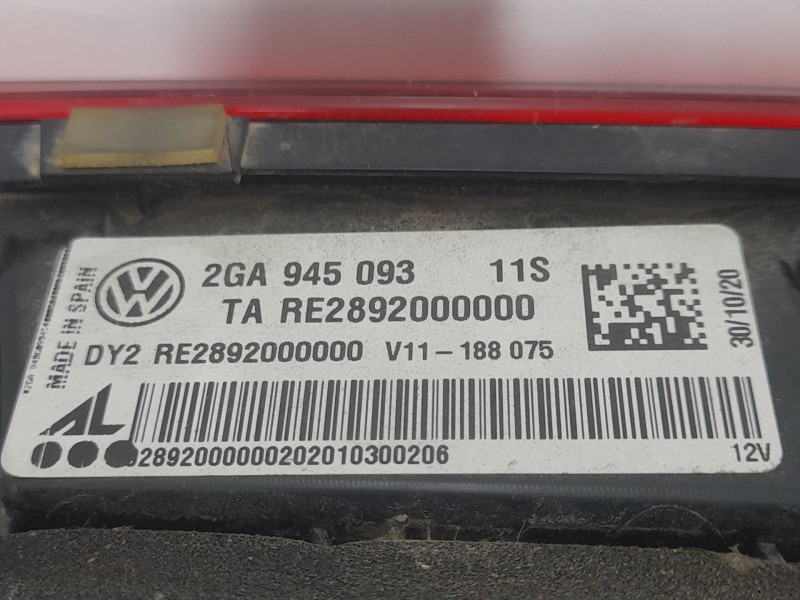 2GA 945 093 11S
TA RE2892000000
DY2 RE2892000000 V11-188 075
MADE IN SPAIN
30/10/20
AL
2892000000202010300206
12V